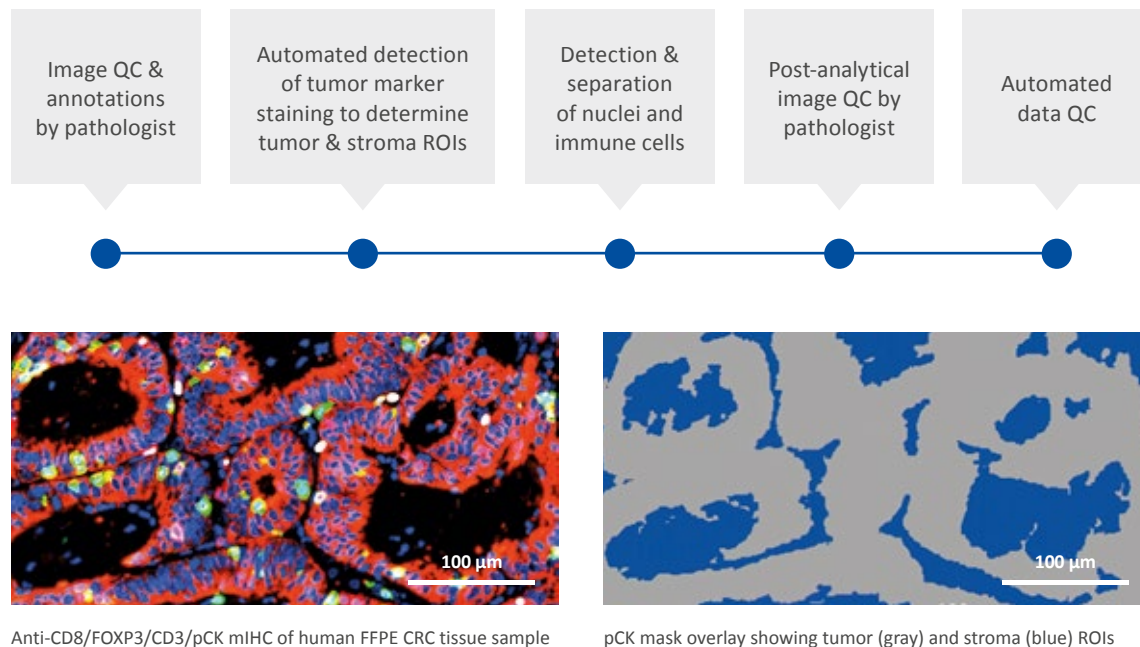 Image QC &
annotations
by pathologist
Automated detection
of tumor marker
staining to determine
tumor & stroma ROIs
Detection &
separation
of nuclei and
immune cells
Post-analytical
image QC by
pathologist
Automated
data QC
100 µm
100 µm
Anti-CD8/FOXP3/CD3/pCK mIHC of human FFPE CRC tissue sample
pCK mask overlay showing tumor (gray) and stroma (blue) ROIs